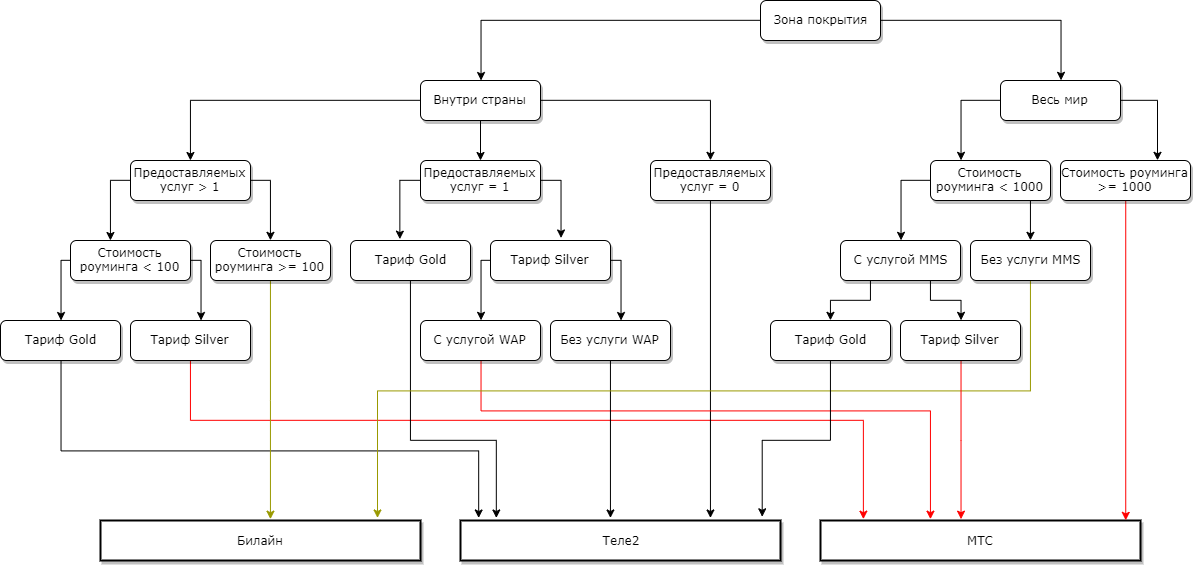 Зона покрытия
Внутри страны
Весь мир
Предоставляемых
услуг > 1
Предоставляемых
услуг = 1
Предоставляемых
услуг = 0
Стоимость
роуминга < 1000
Стоимость роуминга
>= 1000
Стоимость
роуминга < 100
Стоимость
роуминга >= 100
Тариф Gold
Тариф Silver
С услугой MMS
Без услуги MMS
Тариф Gold
Тариф Silver
С услугой WAP
Без услуги WAP
Тариф Gold
Тариф Silver
Билайн
Теле2
МТС